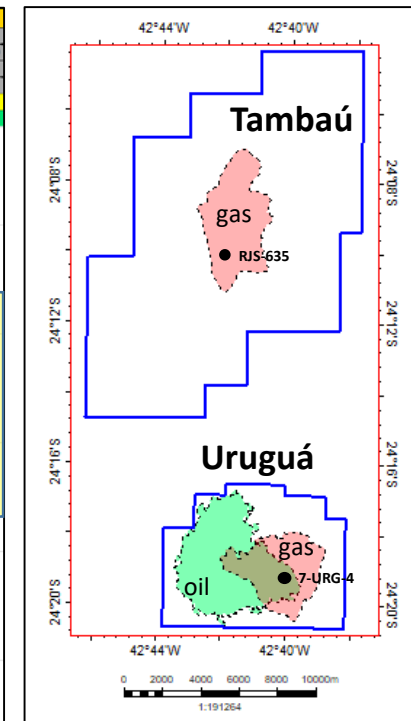 42°44'W 42°40'W
Tambaú
24°08'S 24°08'S
gas
RJS-635
24°12'S 24°12'S
Uruguá
24°16'S 24°16'S
gas
7-URG-4
oil
24°20'S 24°20'S
42°44'W 42°40'W
0 2000 4000 6000 8000 10000m
1:191264